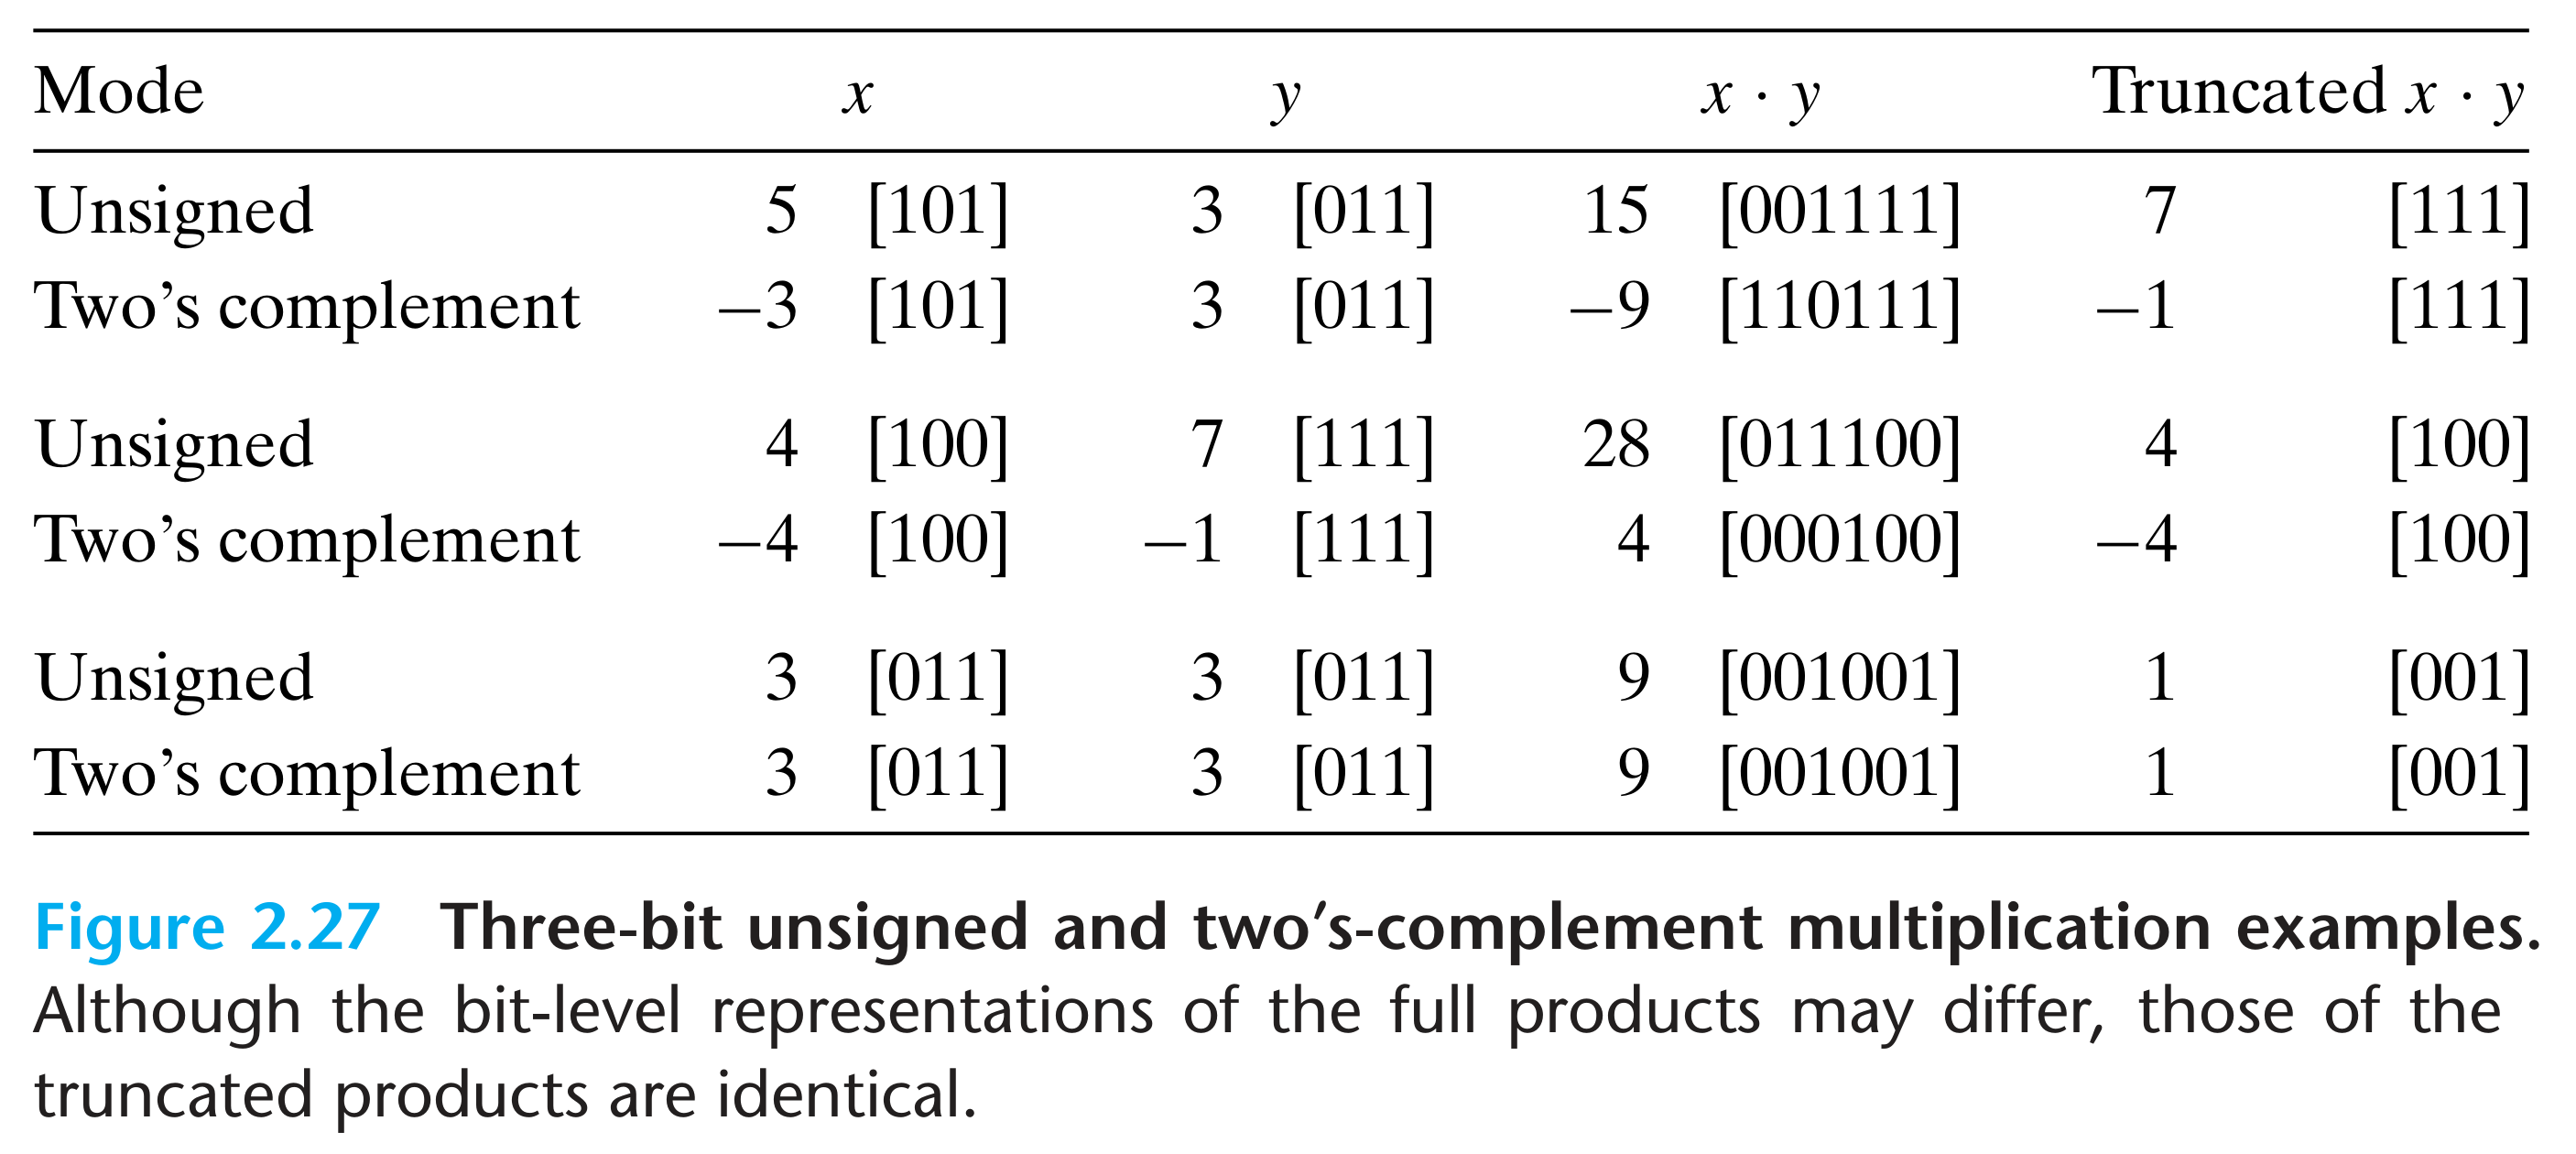 Mode x y x · y Truncated x · y
Unsigned 5 [101] 3 [011] 15 [001111] 7 [111]
Two’s complement −3 [101] 3 [011] −9 [110111] −1 [111]
Unsigned 4 [100] 7 [111] 28 [011100] 4 [100]
Two’s complement −4 [100] −1 [111] 4 [000100] −4 [100]
Unsigned 3 [011] 3 [011] 9 [001001] 1 [001]
Two’s complement 3 [011] 3 [011] 9 [001001] 1 [001]
Figure 2.27 Three-bit unsigned and two’s-complement multiplication examples.
Although the bit-level representations of the full products may differ, those of the
truncated products are identical.